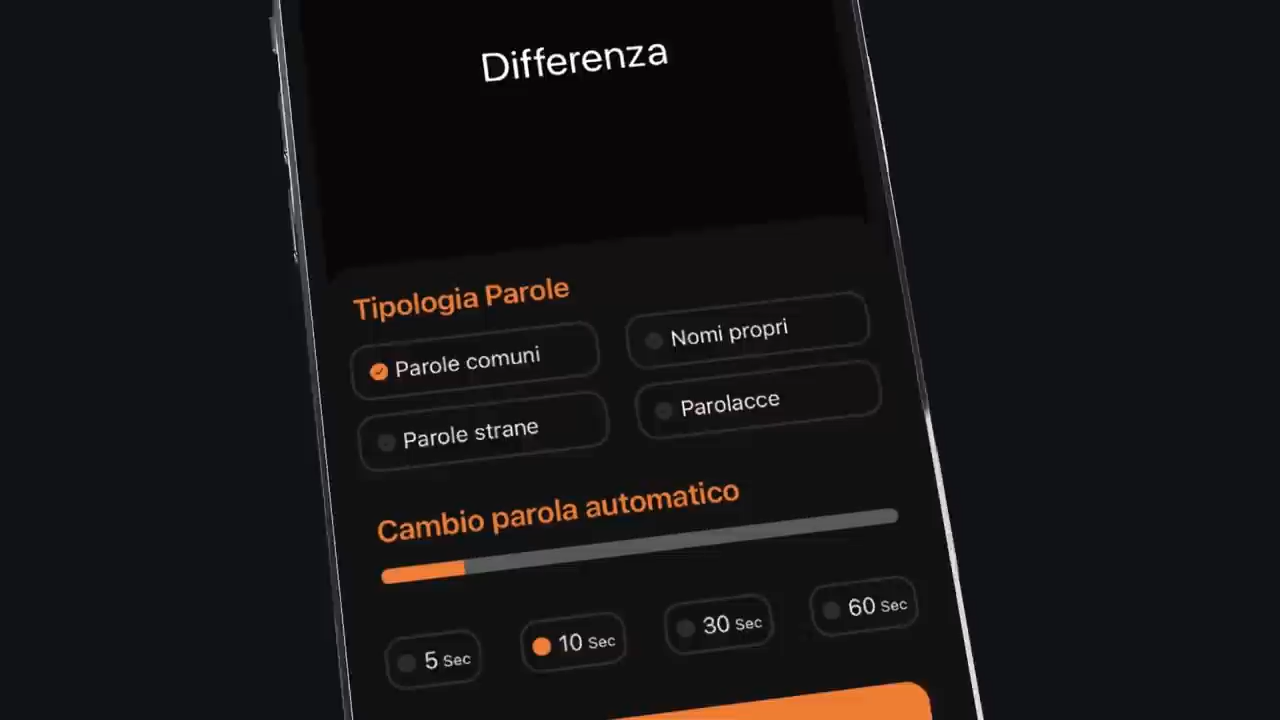 Differenza
Tipologia Parole
Parole comuni
Nomi propri
Parole strane
Parolacce
Cambio parola automatico
5 Sec
10 Sec
30 Sec
60 Sec